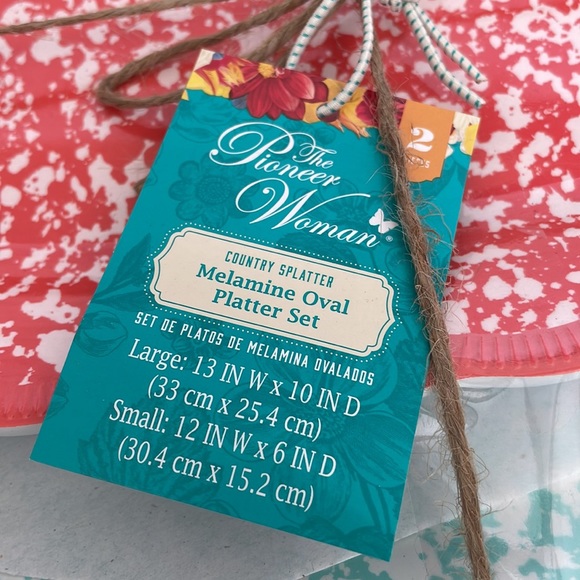 2
The
Pioneer
Woman®
COUNTRY SPLATTER
Melamine Oval
Platter Set
SET DE PLATOS DE MELAMINA OVALADOS
Large: 13 IN W x 10 IN D
(33 cm x 25.4 cm)
Small: 12 IN W x 6 IN D
(30.4 cm x 15.2 cm)